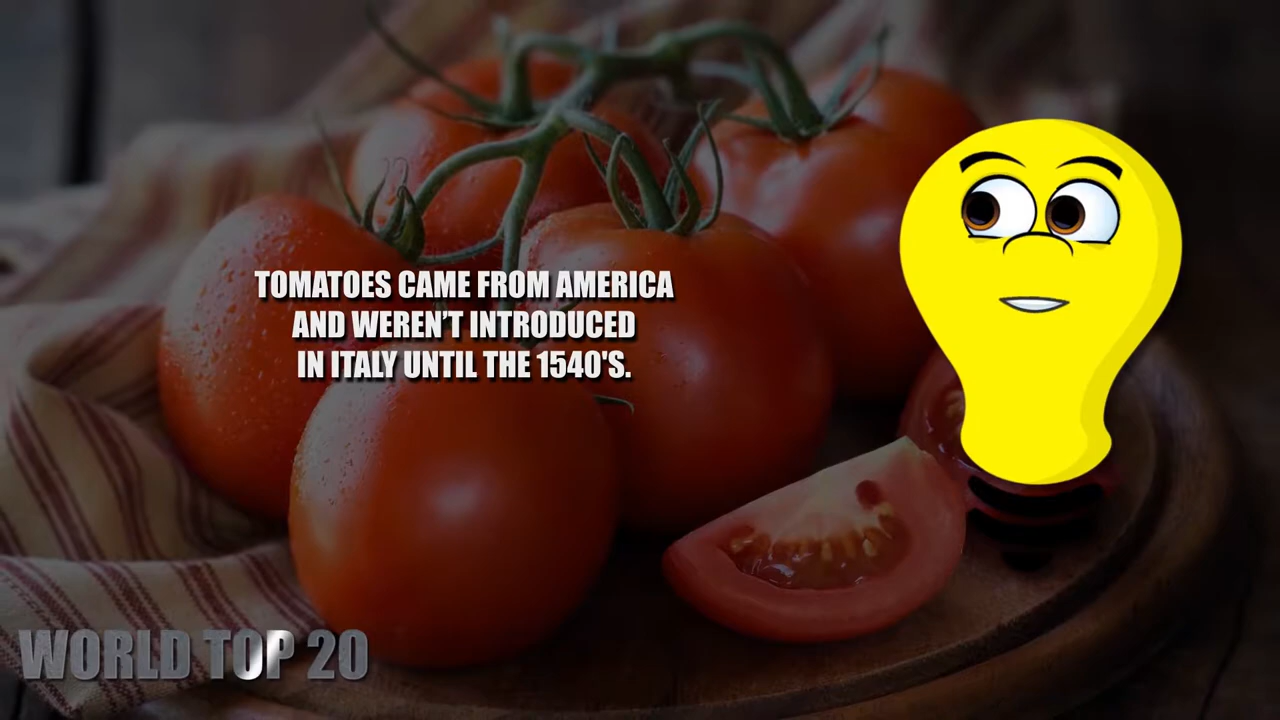 TOMATOES CAME FROM AMERICA
AND WEREN'T INTRODUCED
IN ITALY UNTIL THE 1540'S.
WORLD TOP 20